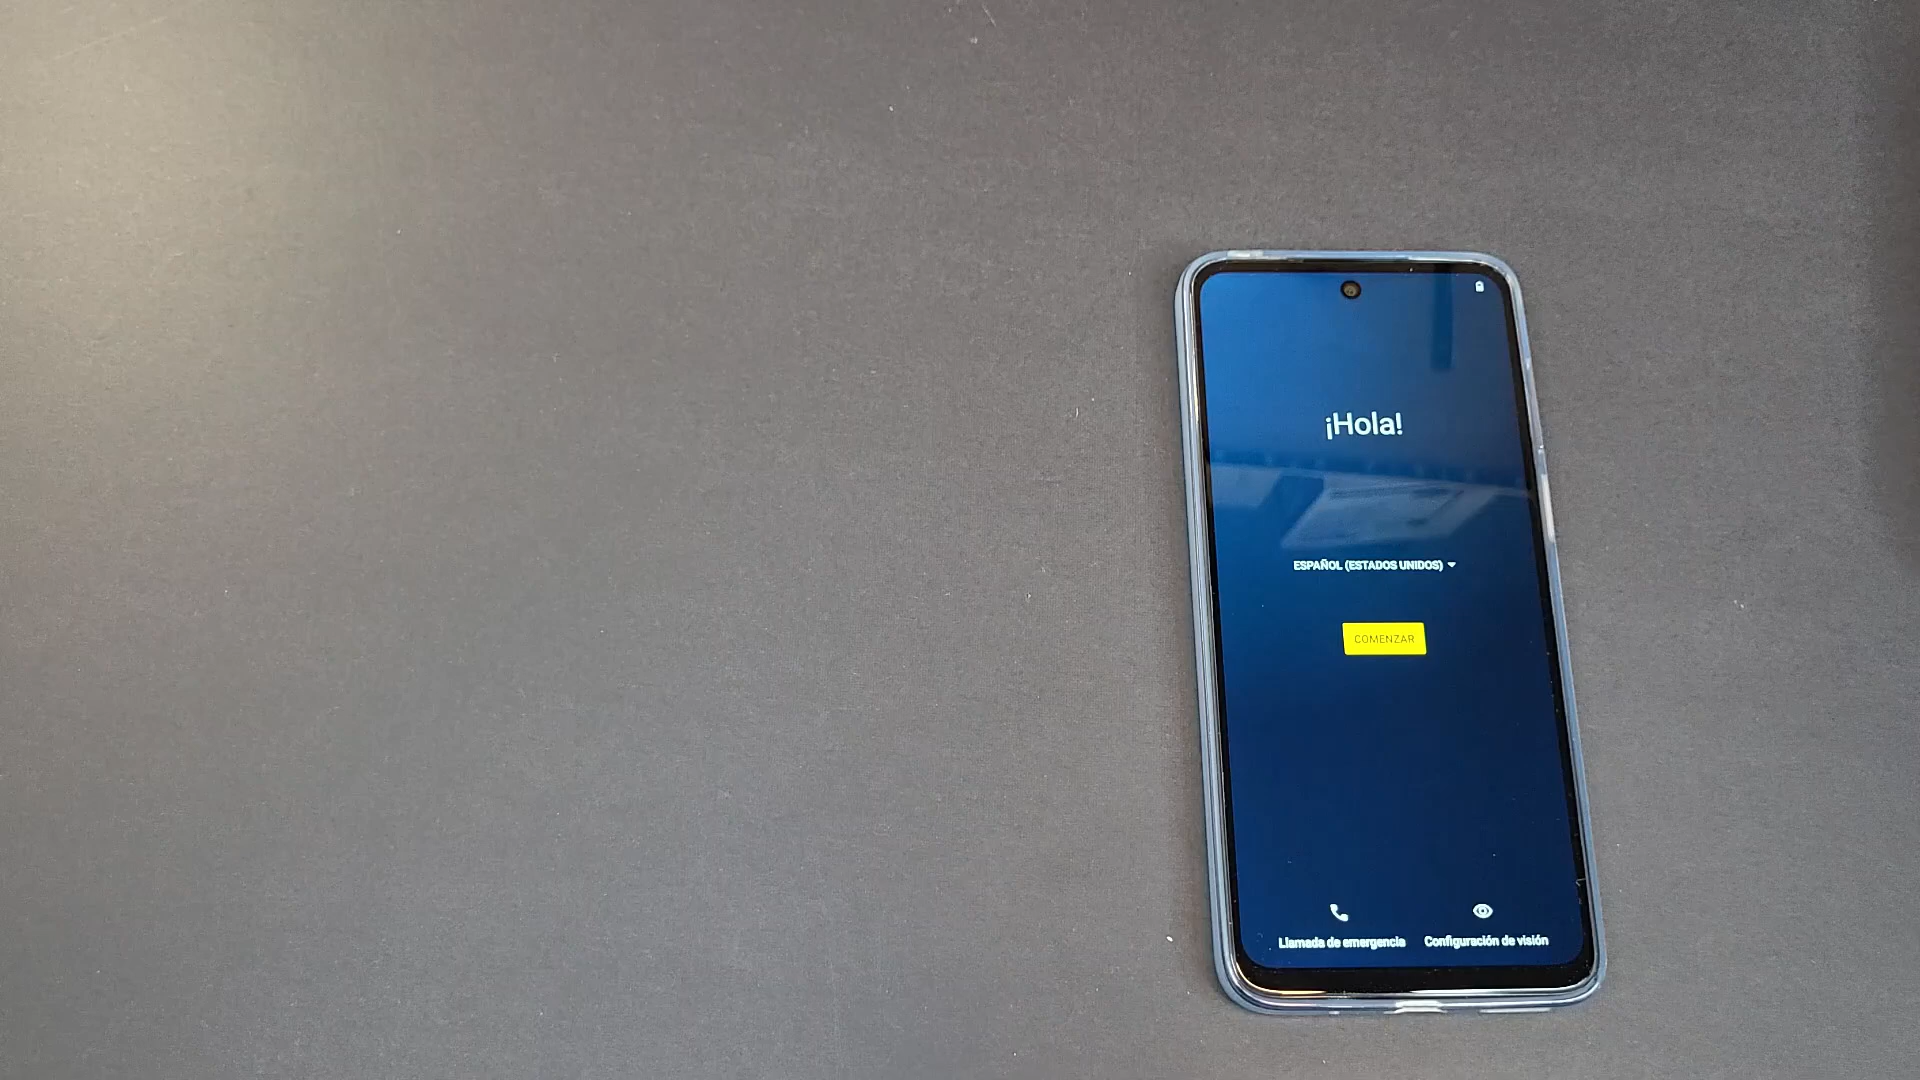 ¡Hola!
ESPAÑOL (ESTADOS UNIDOS)
COMENZAR
Llamada de emergencia
Configuración de visión